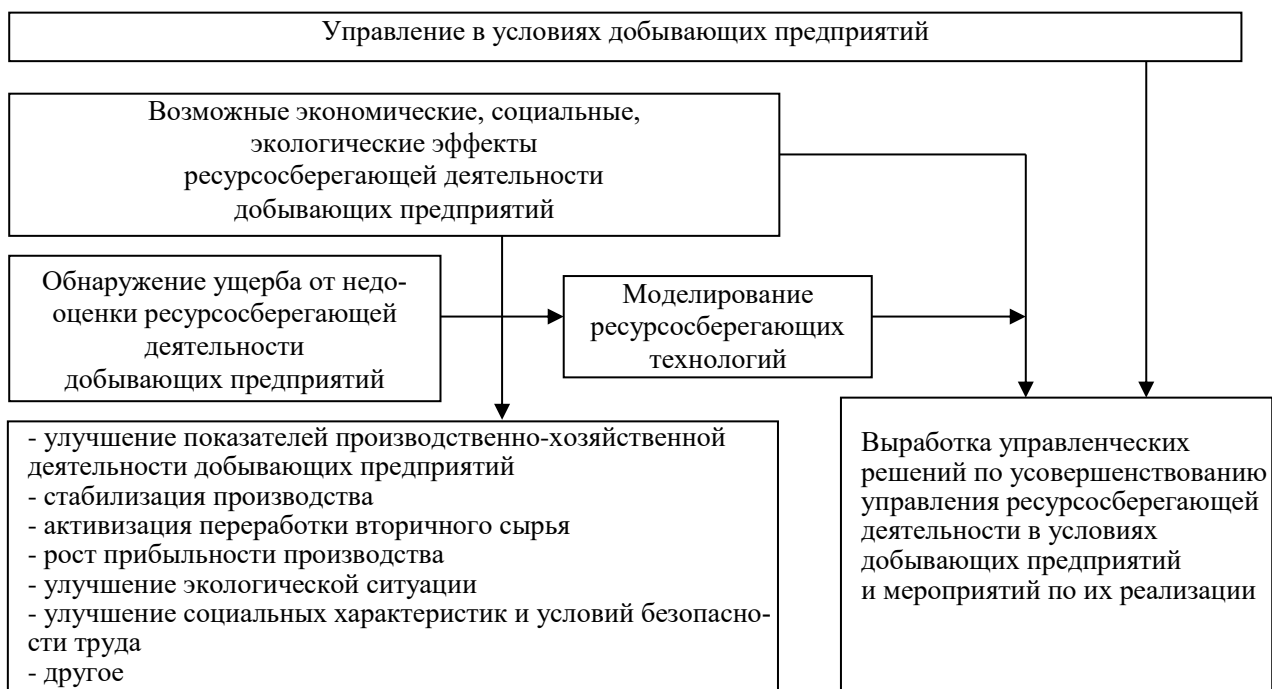 Управление в условиях добывающих предприятий
Возможные экономические, социальные,
экологические эффекты
ресурсосберегающей деятельности
добывающих предприятий
Обнаружение ущерба от недо-
оценки ресурсосберегающей
деятельности
добывающих предприятий
Моделирование
ресурсосберегающих
технологий
- улучшение показателей производственно-хозяйственной
деятельности добывающих предприятий
- стабилизация производства
- активизация переработки вторичного сырья
- рост прибыльности производства
- улучшение экологической ситуации
- улучшение социальных характеристик и условий безопасно-
сти труда
- другое
Выработка управленческих
решений по усовершенствованию
управления ресурсосберегающей
деятельности в условиях
добывающих предприятий
и мероприятий по их реализации